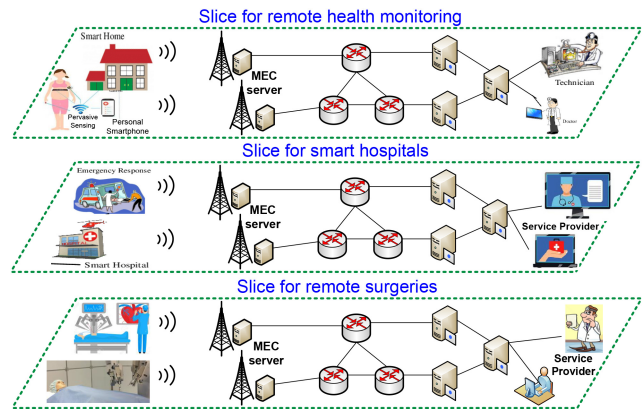 Slice for remote health monitoring
Smart Home
MEC
server
Pervasive
Sensing
Personal
Smartphone
Technician
Doctor
Slice for smart hospitals
Emergency Response
MEC
server
Service Provider
Smart Hospital
Slice for remote surgeries
MEC
server
Service
Provider